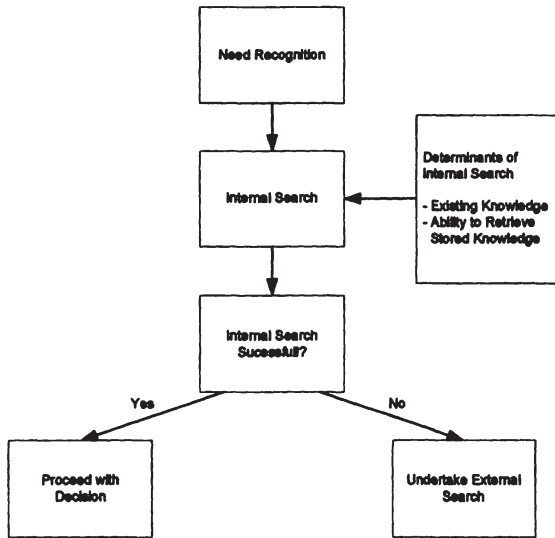 Need Recognition
Internal Search
Determinants of
Internal Search
- Existing Knowledge
- Ability to Retrieve
Stored Knowledge
Internal Search
Sucessful?
Yes
No
Proceed with
Decision
Undertake External
Search